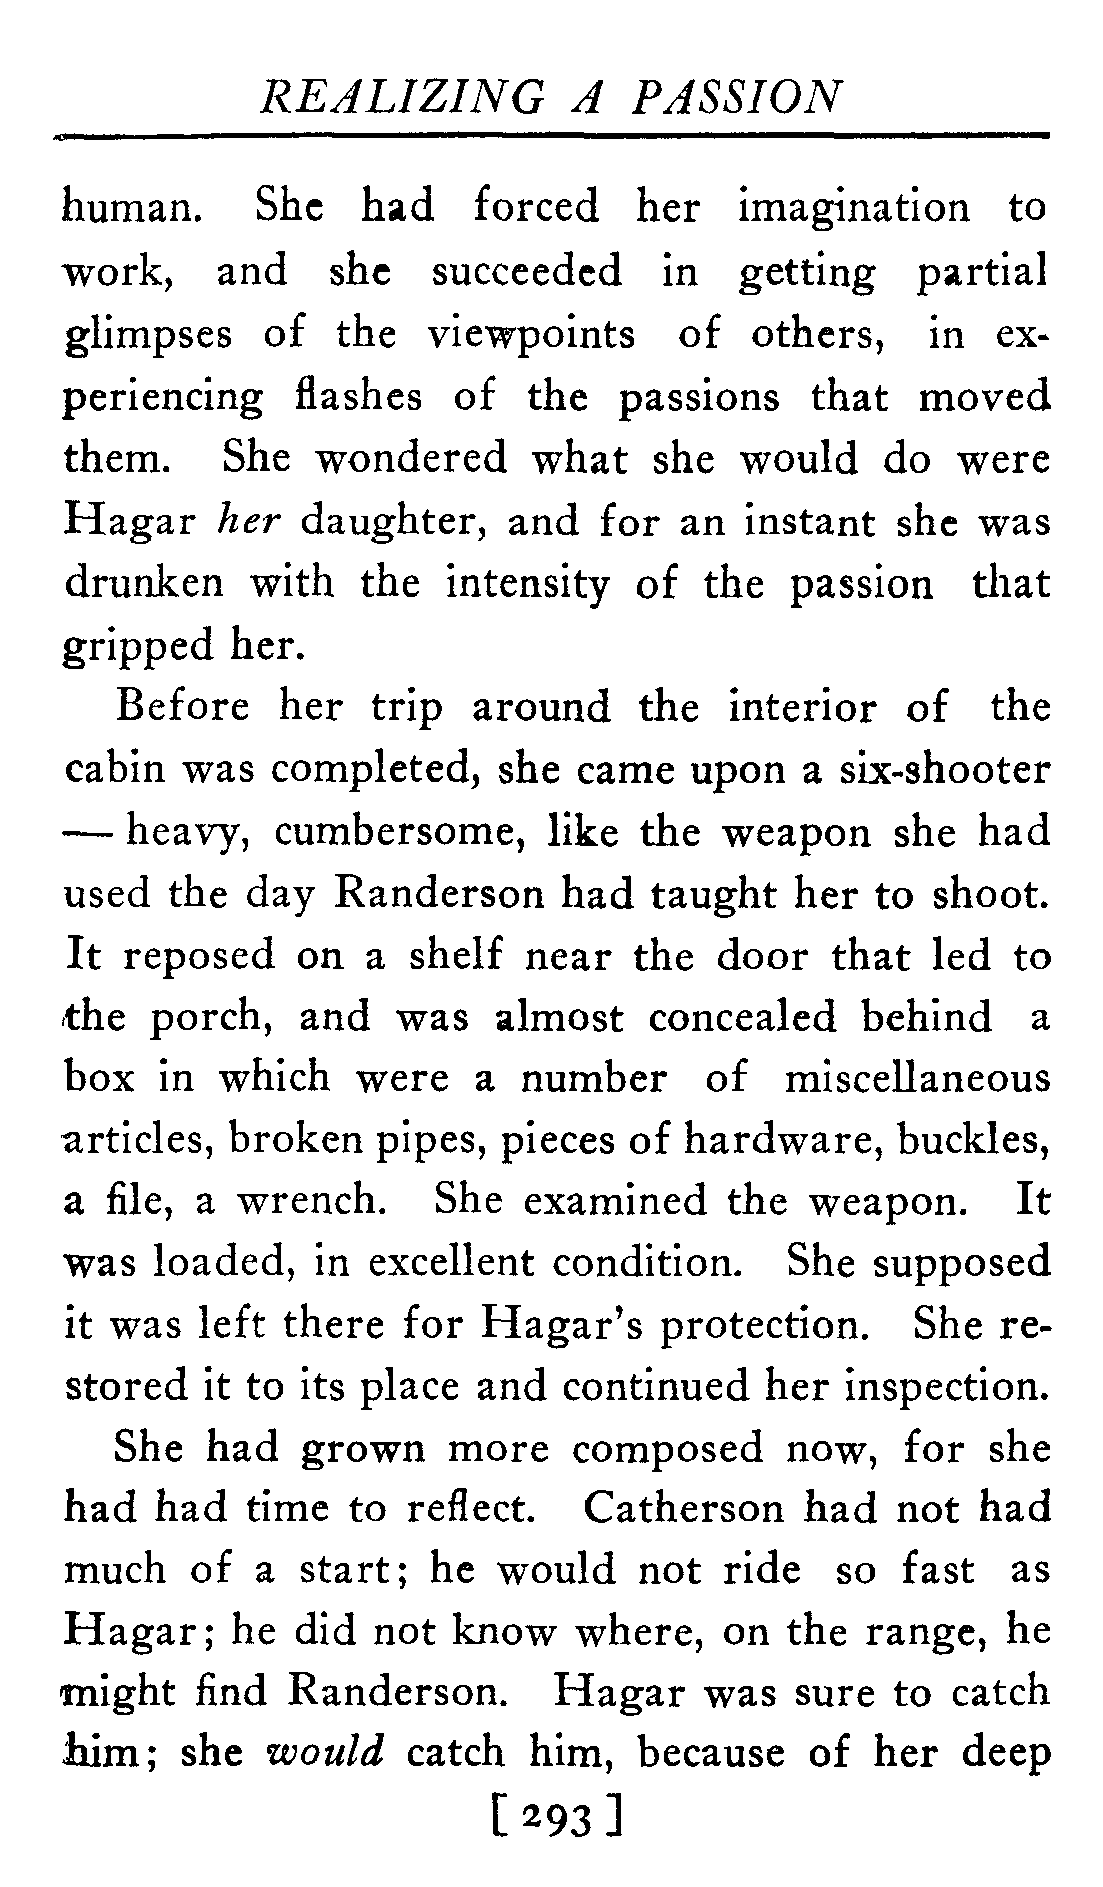 REALIZING A PASSION
human. She had forced her imagination to
work, and she succeeded in getting partial
glimpses of the viewpoints of others, in ex-
periencing flashes of the passions that moved
them. She wondered what she would do were
Hagar her daughter, and for an instant she was
drunken with the intensity of the passion that
gripped her.
Before her trip around the interior of the
cabin was completed, she came upon a six-shooter
— heavy, cumbersome, like the weapon she had
used the day Randerson had taught her to shoot.
It reposed on a shelf near the door that led to
the porch, and was almost concealed behind a
box in which were a number of miscellaneous
articles, broken pipes, pieces of hardware, buckles,
a file, a wrench. She examined the weapon. It
was loaded, in excellent condition. She supposed
it was left there for Hagar's protection. She re-
stored it to its place and continued her inspection.
She had grown more composed now, for she
had had time to reflect. Catherson had not had
much of a start; he would not ride so fast as
Hagar; he did not know where, on the range, he
might find Randerson. Hagar was sure to catch
him; she would catch him, because of her deep
[ 293 ]